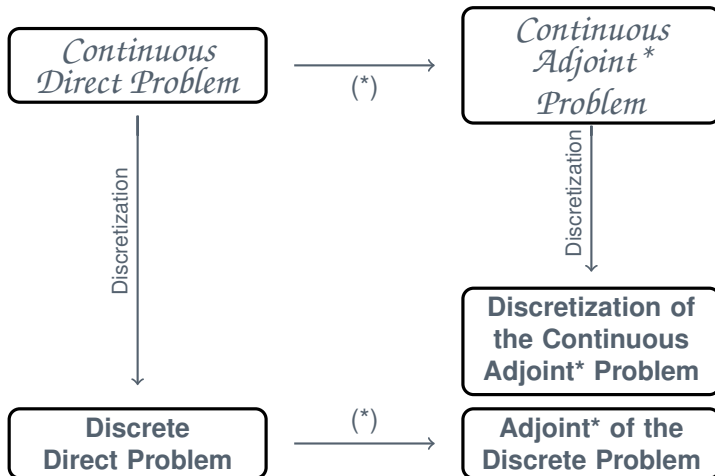 Continuous
Direct Problem
(*)
Continuous
Adjoint*
Problem
Discretization
Discretization
Discretization of
the Continuous
Adjoint* Problem
Discrete
Direct Problem
(*)
Adjoint* of the
Discrete Problem